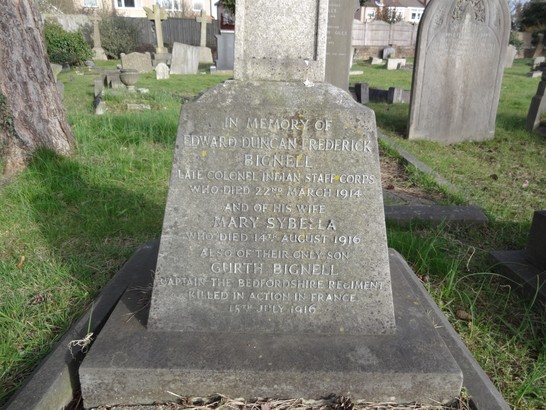 IN MEMORY OF
EDWARD DUNCAN FREDERICK
BIGNELL
LATE COLONEL INDIAN STAFF CORPS
WHO DIED 22ND MARCH 1914
AND OF HIS WIFE
MARY SYBELLA
WHO DIED 14TH AUGUST 1916
ALSO OF THEIR ONLY SON
GURTH BIGNELL
CAPTAIN THE BEDFORDSHIRE REGIMENT
KILLED IN ACTION IN FRANCE
15TH JULY 1916